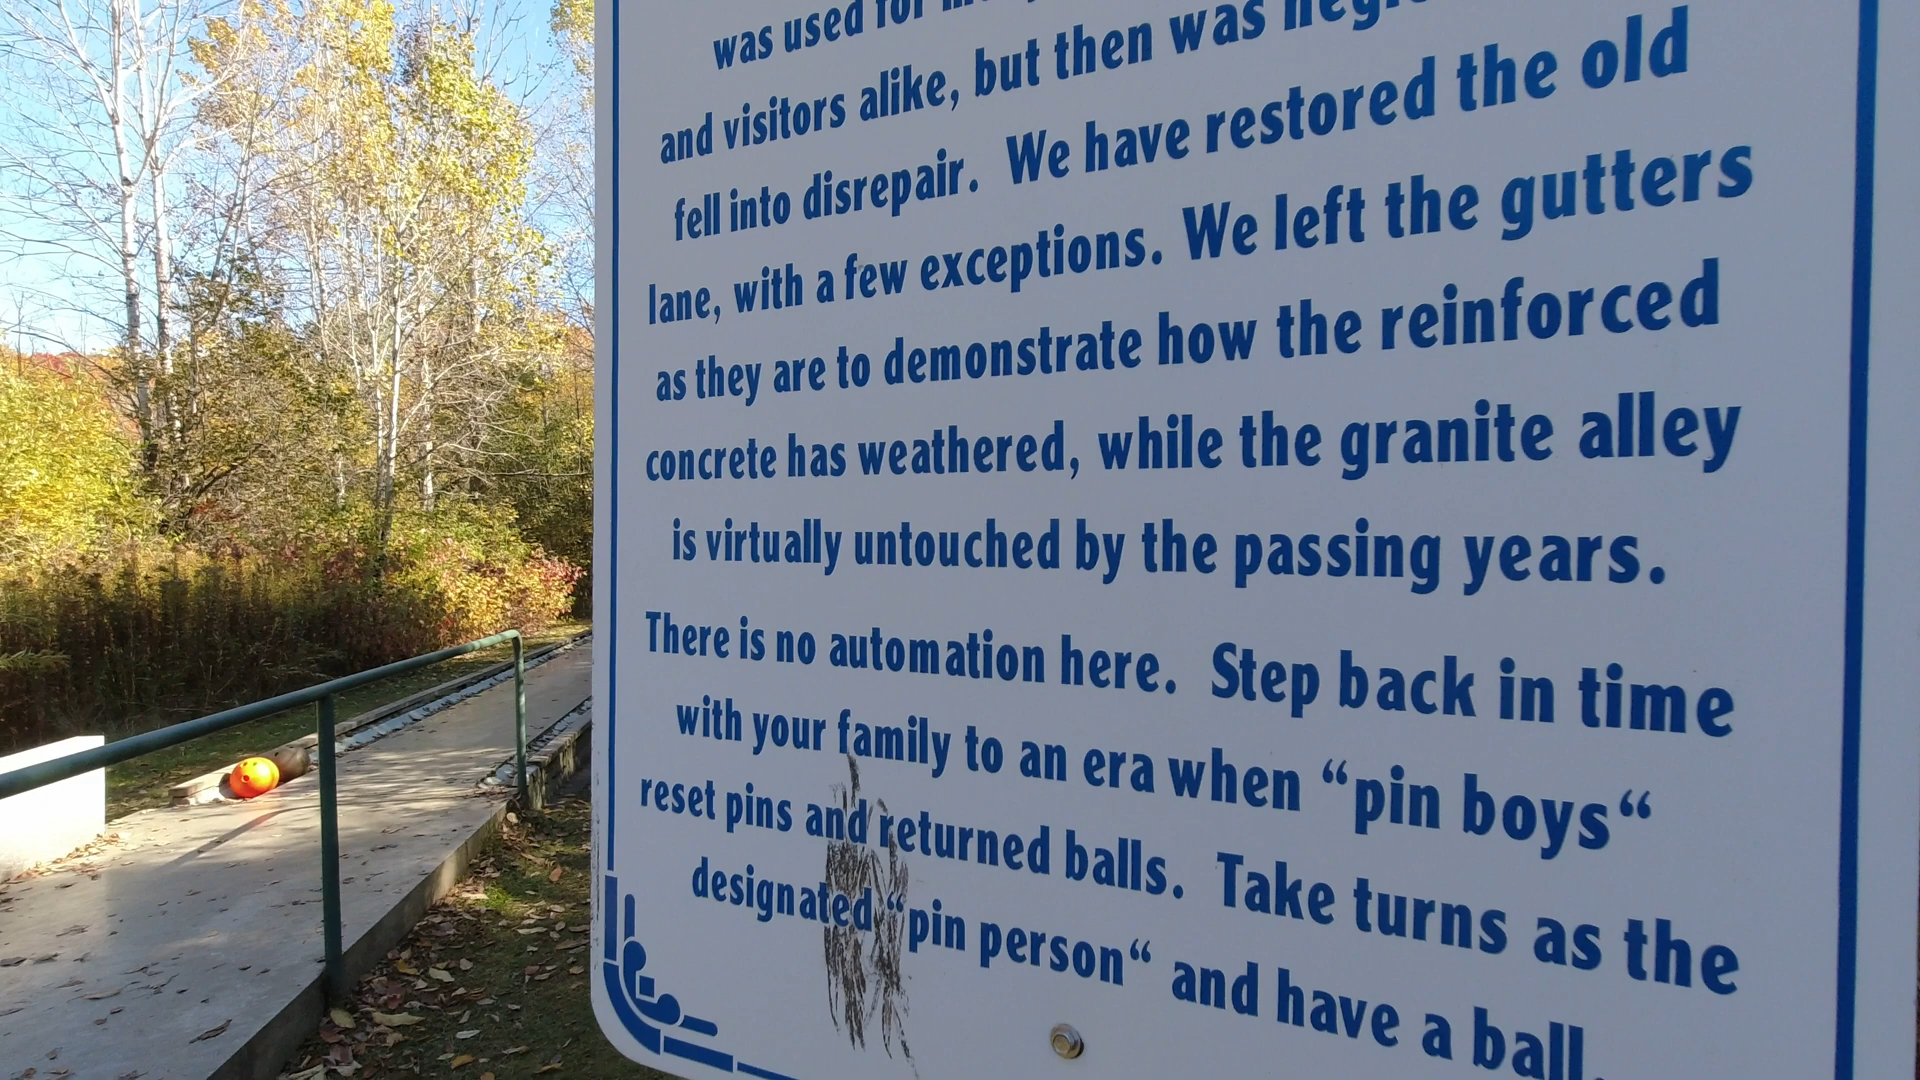 was used for
and visitors alike, but then was
fell into disrepair. We have restored the old
lane, with a few exceptions. We left the gutters
as they are to demonstrate how the reinforced
concrete has weathered, while the granite alley
is virtually untouched by the passing years.
There is no automation here. Step back in time
with your family to an era when “pin boys“
reset pins and returned balls. Take turns as the
designated “pin person“ and have a ball.